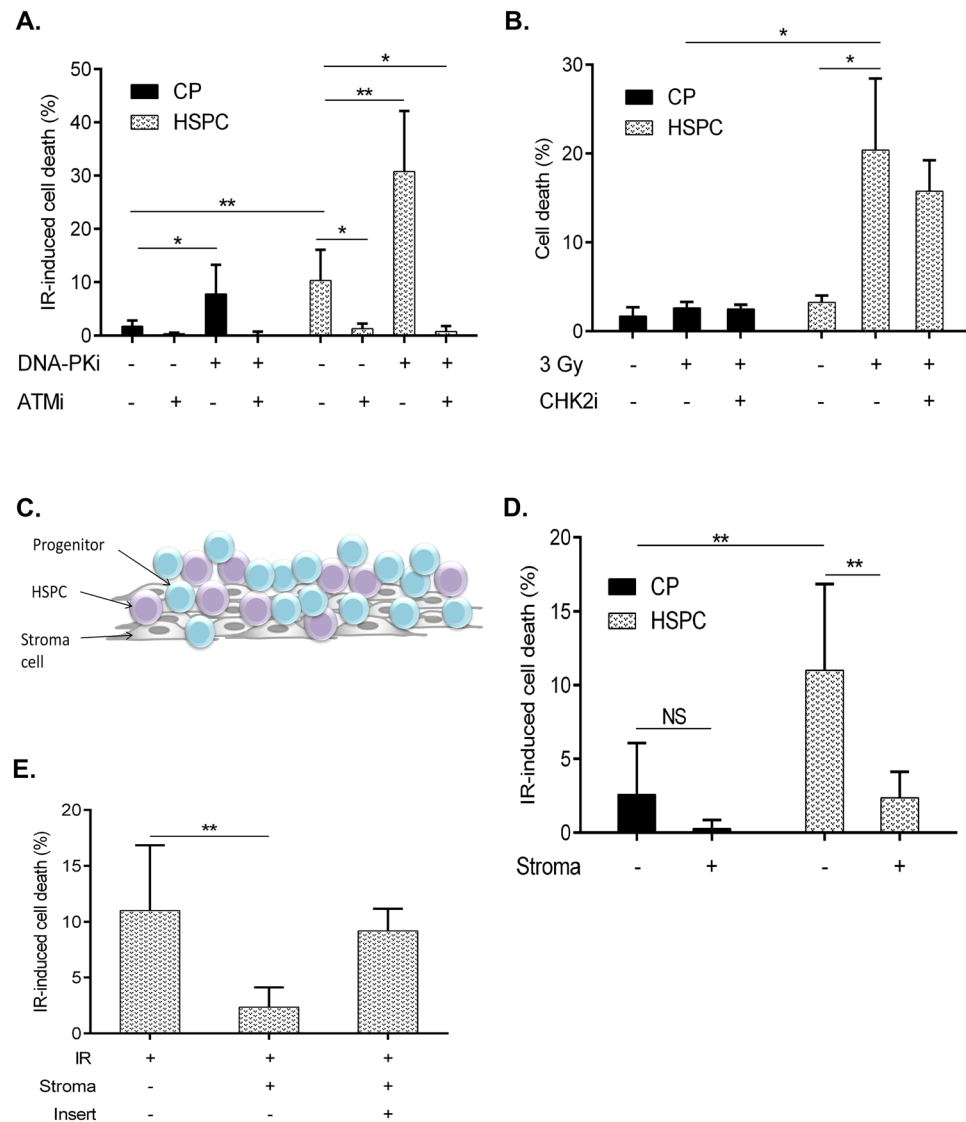 A.
IR-induced cell death (%)
50
40
30
20
10
0
CP
HSPC
*
**
*
**
*
DNA-PKi - - + + - - + +
ATMi - + - + - + - +
B.
Cell death (%)
30
20
10
0
CP
HSPC
*
*
3 Gy - + + - + +
CHK2i - - + - - +
C.
Progenitor
HSPC
Stroma
cell
D.
IR-induced cell death (%)
20
15
10
5
0
CP
HSPC
**
**
NS
Stroma - + - +
E.
IR-induced cell death (%)
20
15
10
5
0
**
IR + + +
Stroma - + +
Insert - - +